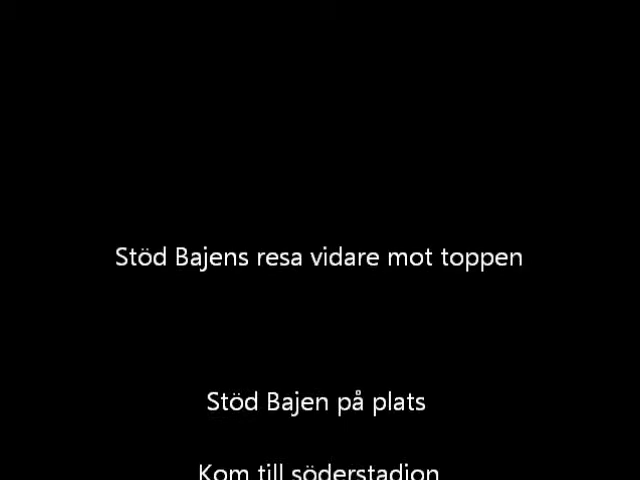 Stöd Bajens resa vidare mot toppen
Stöd Bajen på plats
Kom till söderstadion